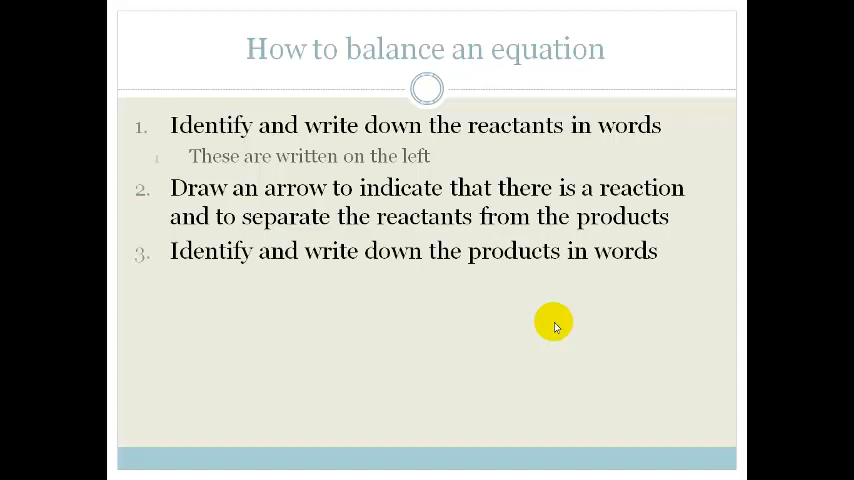 How to balance an equation
1. Identify and write down the reactants in words
1. These are written on the left
2. Draw an arrow to indicate that there is a reaction
and to separate the reactants from the products
3. Identify and write down the products in words